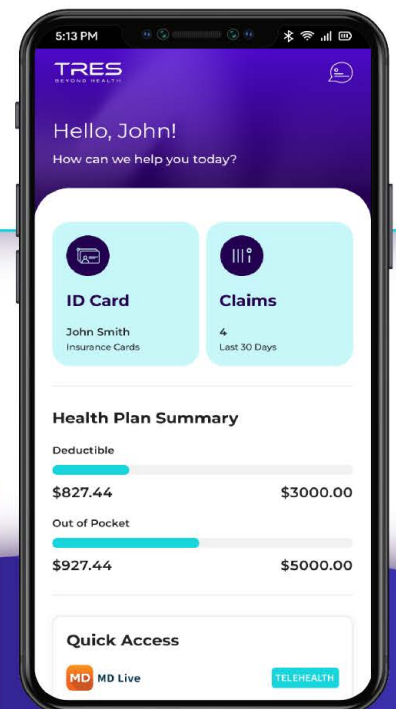 5:13 PM
TRES
BEYOND HEALTH
Hello, John!
How can we help you today?
ID Card
John Smith
Insurance Cards
Claims
4
Last 30 Days
Health Plan Summary
Deductible
$827.44 $3000.00
Out of Pocket
$927.44 $5000.00
Quick Access
MD MD Live TELEHEALTH